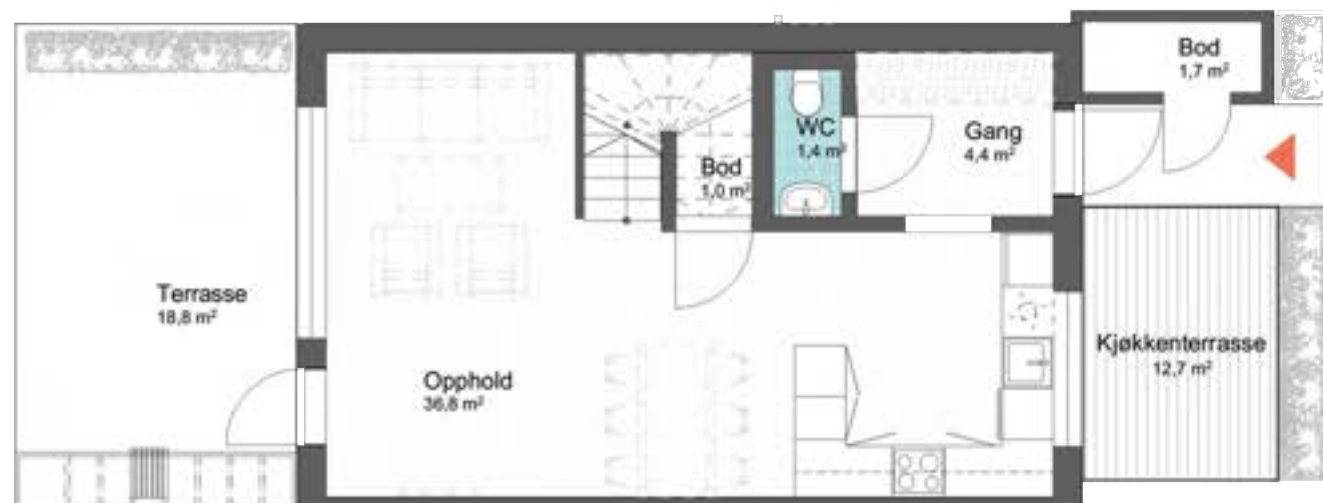 Bod
1,7 m²
WC
1,4 m²
Gang
4,4 m²
Bod
1,0 m²
Terrasse
18,8 m²
Opphold
36,8 m²
Kjøkkenterrasse
12,7 m²